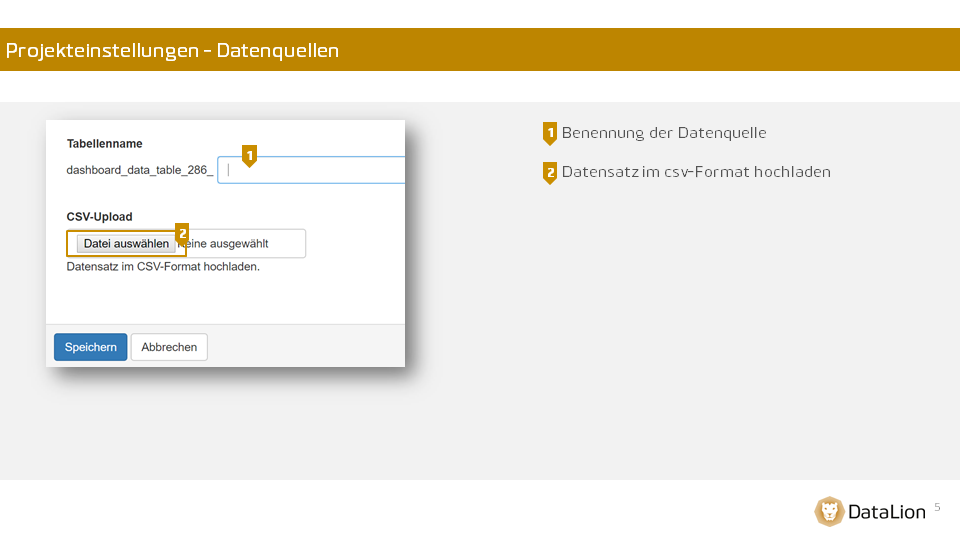 Projekteinstellungen - Datenquellen
Tabellenname
dashboard_data_table_286_
1
CSV-Upload
2
Datei auswählen Keine ausgewählt
Datensatz im CSV-Format hochladen.
Speichern Abbrechen
1 Benennung der Datenquelle
2 Datensatz im csv-Format hochladen
DataLion 5